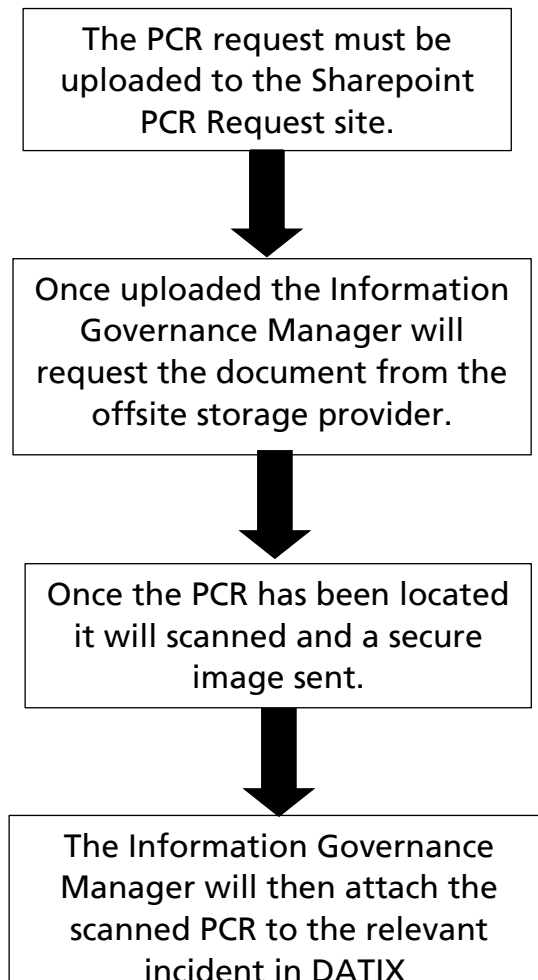 The PCR request must be
uploaded to the Sharepoint
PCR Request site.
Once uploaded the Information
Governance Manager will
request the document from the
offsite storage provider.
Once the PCR has been located
it will scanned and a secure
image sent.
The Information Governance
Manager will then attach the
scanned PCR to the relevant
incident in DATIX